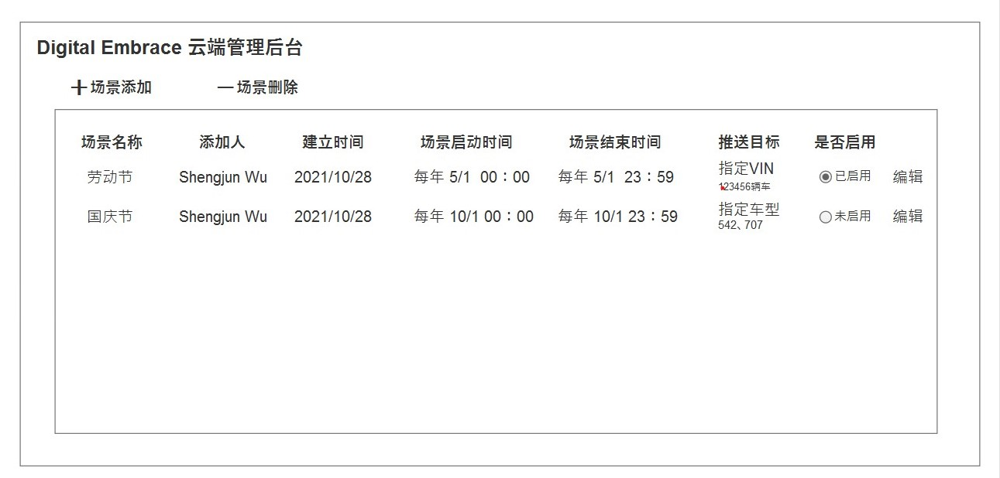 Digital Embrace 云端管理后台
＋场景添加 —场景删除
场景名称 添加人 建立时间 场景启动时间 场景结束时间 推送目标 是否启用
劳动节 Shengjun Wu 2021/10/28 每年 5/1 00：00 每年 5/1 23：59 指定VIN 已启用 编辑
123456辆车
国庆节 Shengjun Wu 2021/10/28 每年 10/1 00：00 每年 10/1 23：59 指定车型 未启用 编辑
542、707